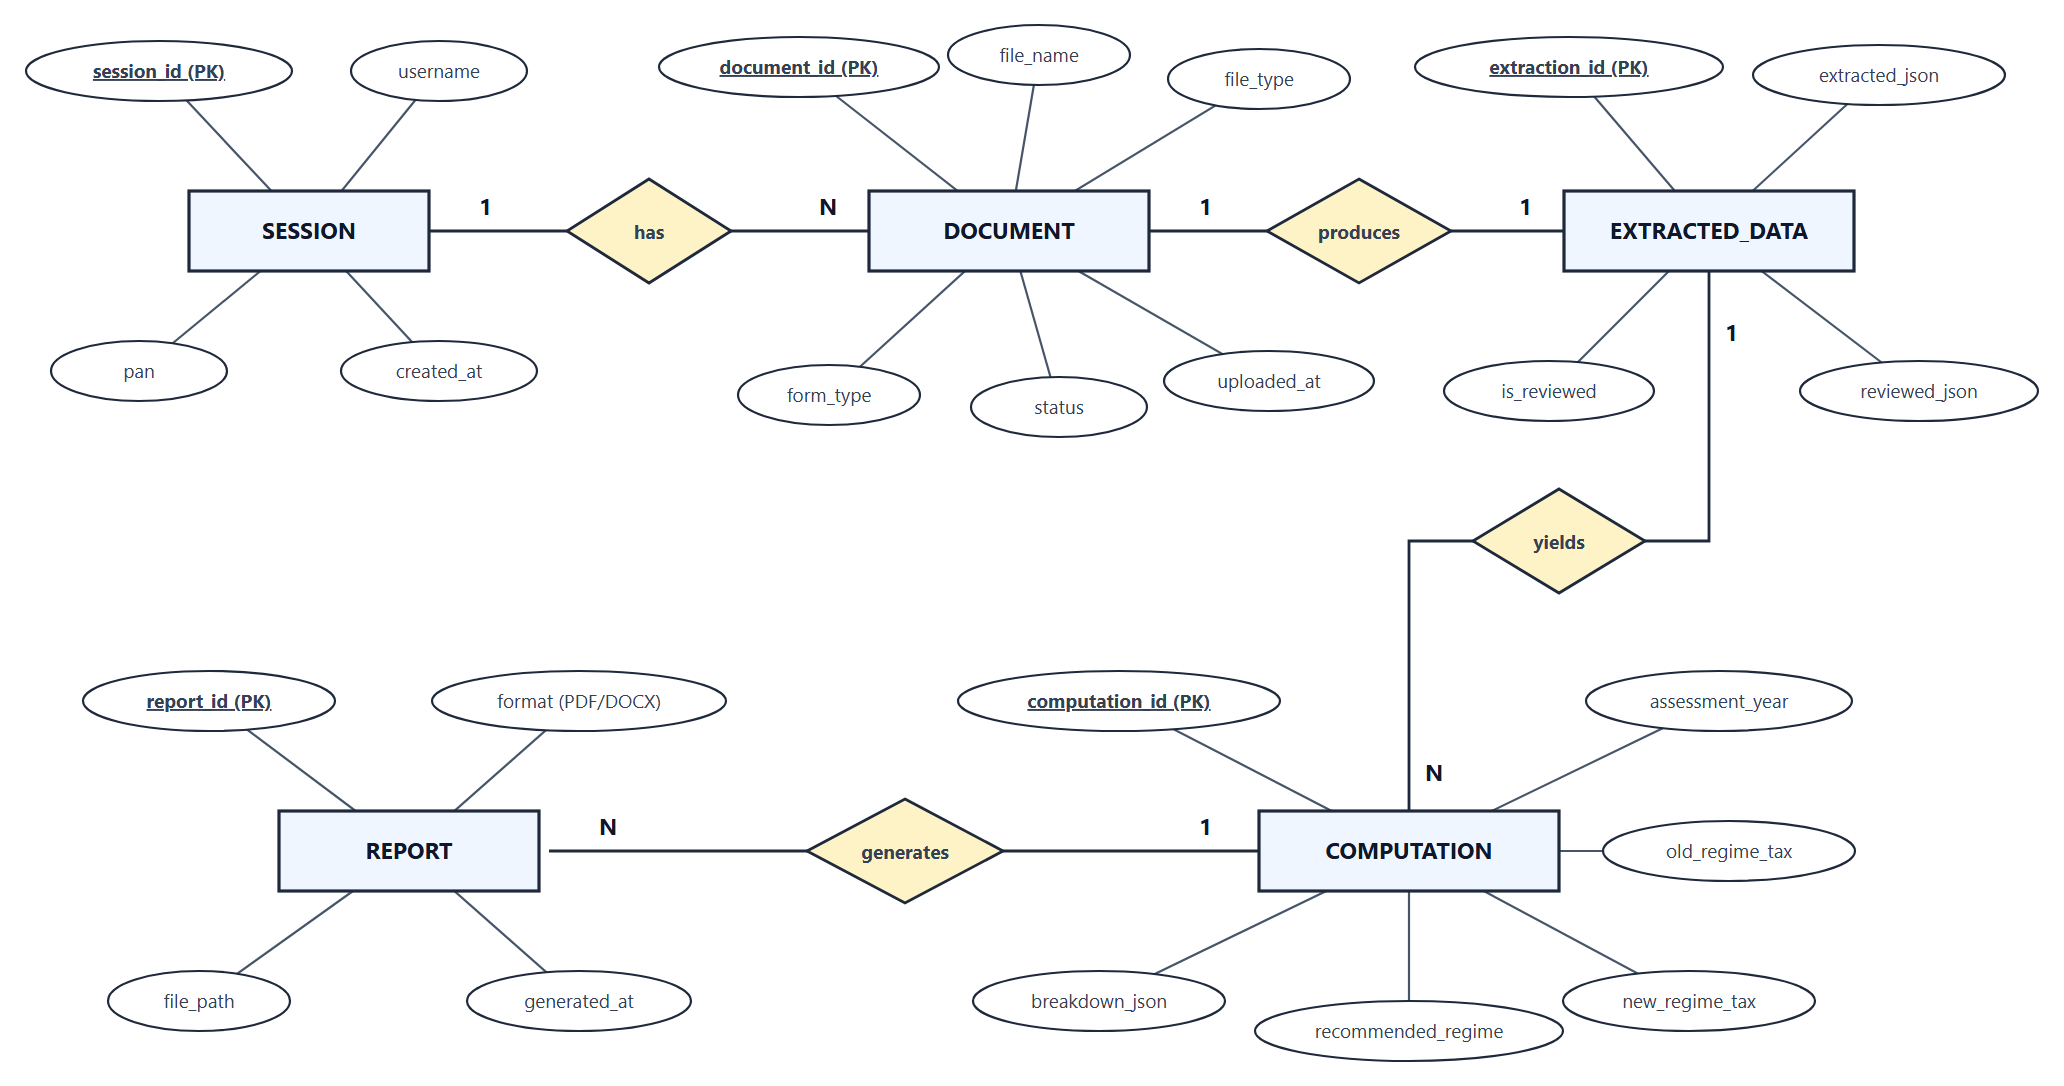 session_id (PK)
username
document_id (PK)
file_name
file_type
extraction_id (PK)
extracted_json
SESSION
1
has
N
DOCUMENT
1
produces
1
EXTRACTED_DATA
pan
created_at
form_type
status
uploaded_at
is_reviewed
reviewed_json
1
yields
N
report_id (PK)
format (PDF/DOCX)
computation_id (PK)
assessment_year
REPORT
N
generates
1
COMPUTATION
old_regime_tax
file_path
generated_at
breakdown_json
recommended_regime
new_regime_tax